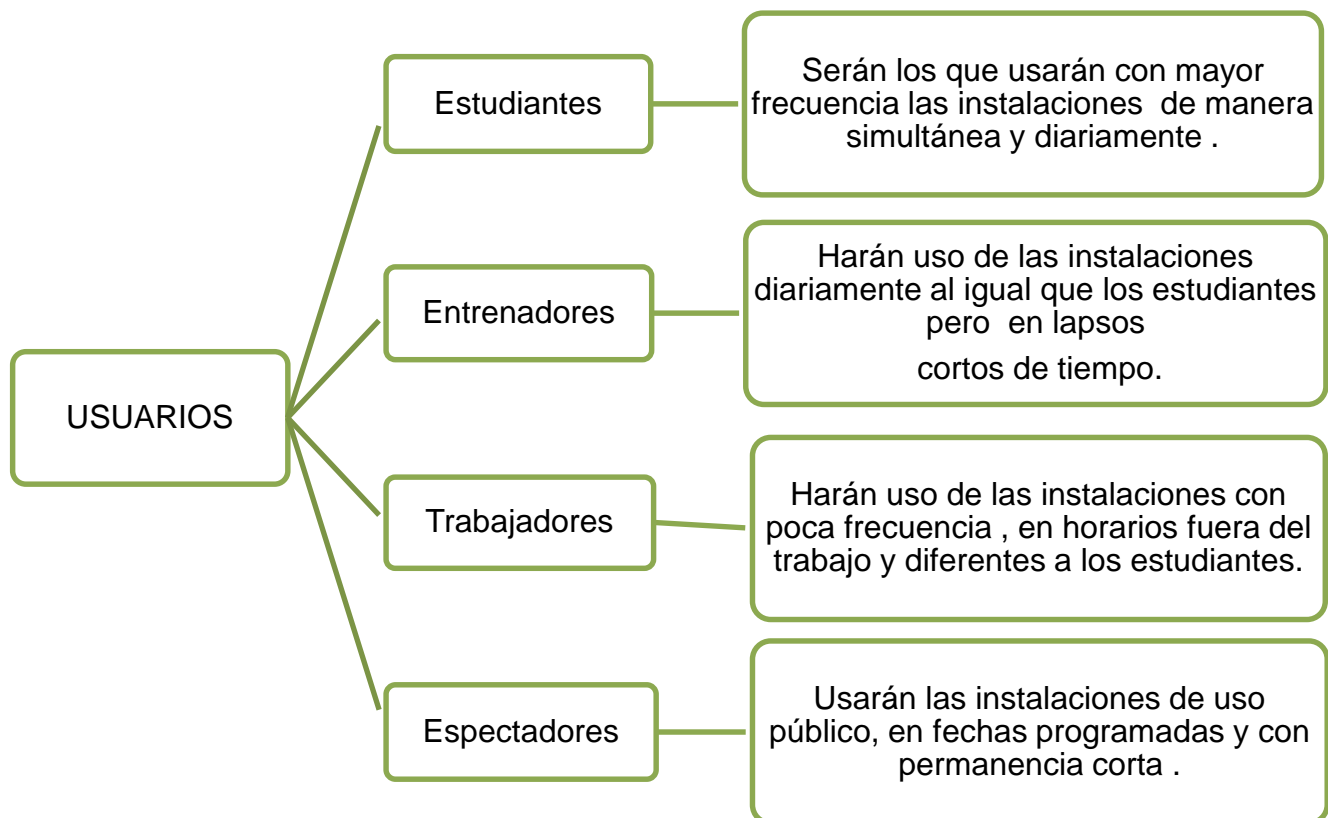 USUARIOS
Estudiantes
Serán los que usarán con mayor
frecuencia las instalaciones de manera
simultánea y diariamente .
Entrenadores
Harán uso de las instalaciones
diariamente al igual que los estudiantes
pero en lapsos
cortos de tiempo.
Trabajadores
Harán uso de las instalaciones con
poca frecuencia , en horarios fuera del
trabajo y diferentes a los estudiantes.
Espectadores
Usarán las instalaciones de uso
público, en fechas programadas y con
permanencia corta .